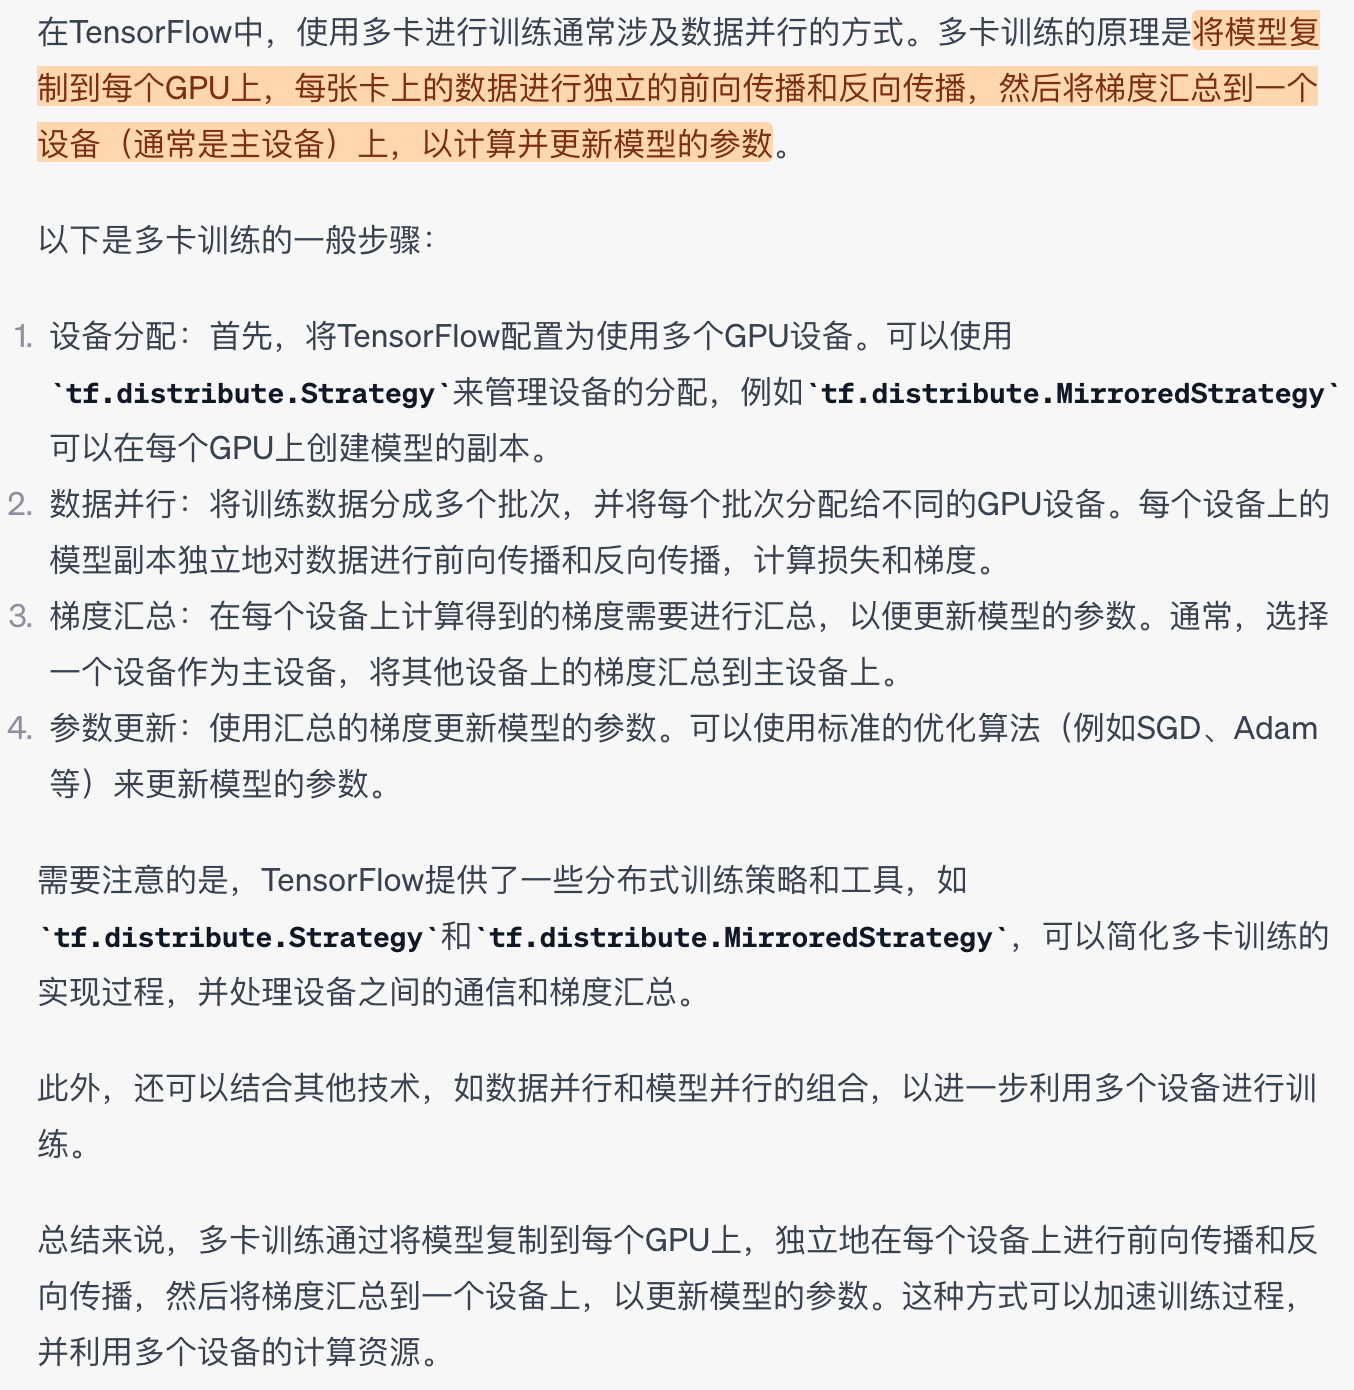 在TensorFlow中，使用多卡进行训练通常涉及数据并行的方式。多卡训练的原理是将模型复
制到每个GPU上，每张卡上的数据进行独立的前向传播和反向传播，然后将梯度汇总到一个
设备（通常是主设备）上，以计算并更新模型的参数。
以下是多卡训练的一般步骤：
1. 设备分配：首先，将TensorFlow配置为使用多个GPU设备。可以使用
`tf.distribute.Strategy`来管理设备的分配，例如`tf.distribute.MirroredStrategy`
可以在每个GPU上创建模型的副本。
2. 数据并行：将训练数据分成多个批次，并将每个批次分配给不同的GPU设备。每个设备上的
模型副本独立地对数据进行前向传播和反向传播，计算损失和梯度。
3. 梯度汇总：在每个设备上计算得到的梯度需要进行汇总，以便更新模型的参数。通常，选择
一个设备作为主设备，将其他设备上的梯度汇总到主设备上。
4. 参数更新：使用汇总的梯度更新模型的参数。可以使用标准的优化算法（例如SGD、Adam
等）来更新模型的参数。
需要注意的是，TensorFlow提供了一些分布式训练策略和工具，如
`tf.distribute.Strategy`和`tf.distribute.MirroredStrategy`，可以简化多卡训练的
实现过程，并处理设备之间的通信和梯度汇总。
此外，还可以结合其他技术，如数据并行和模型并行的组合，以进一步利用多个设备进行训
练。
总结来说，多卡训练通过将模型复制到每个GPU上，独立地在每个设备上进行前向传播和反
向传播，然后将梯度汇总到一个设备上，以更新模型的参数。这种方式可以加速训练过程，
并利用多个设备的计算资源。